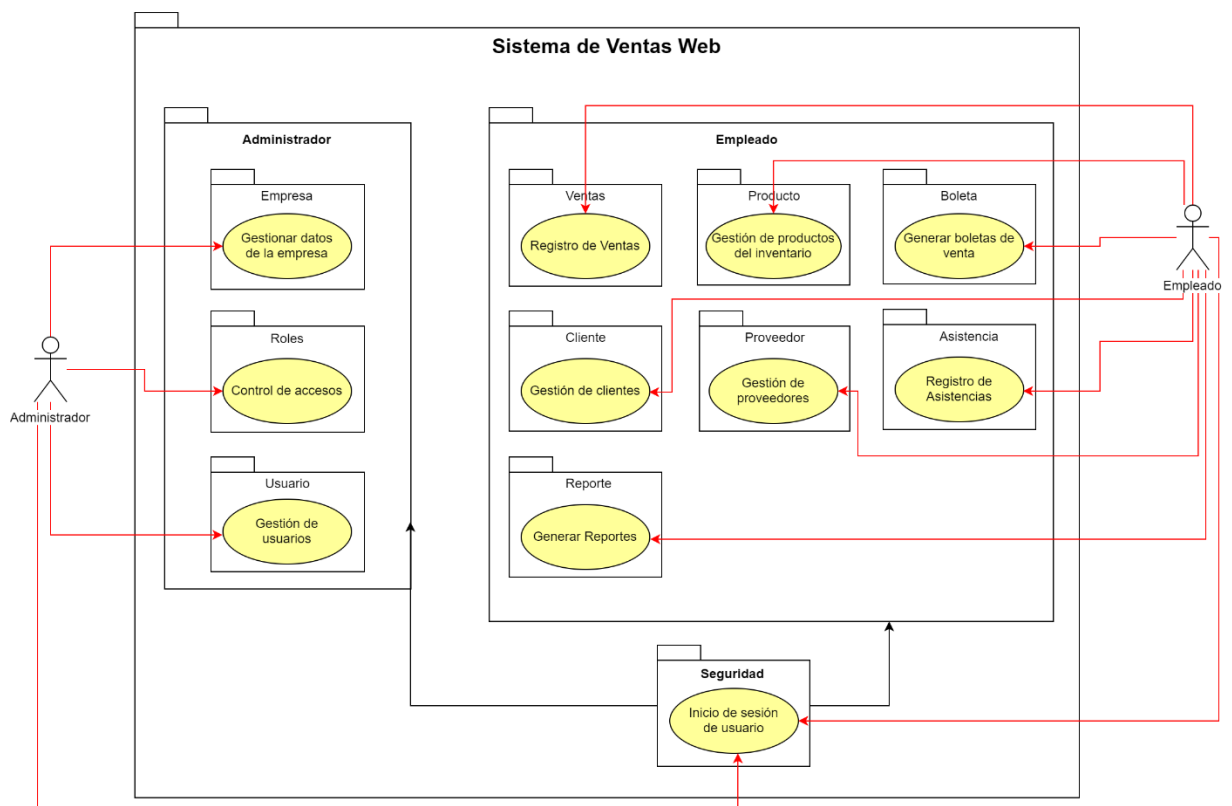 Sistema de Ventas Web
Administrador
Empresa
Gestionar datos
de la empresa
Roles
Control de accesos
Usuario
Gestión de
usuarios
Administrador
Empleado
Ventas
Registro de Ventas
Producto
Gestión de productos
del inventario
Boleta
Generar boletas de
venta
Cliente
Gestión de clientes
Proveedor
Gestión de
proveedores
Asistencia
Registro de
Asistencias
Reporte
Generar Reportes
Empleado
Seguridad
Inicio de sesión
de usuario